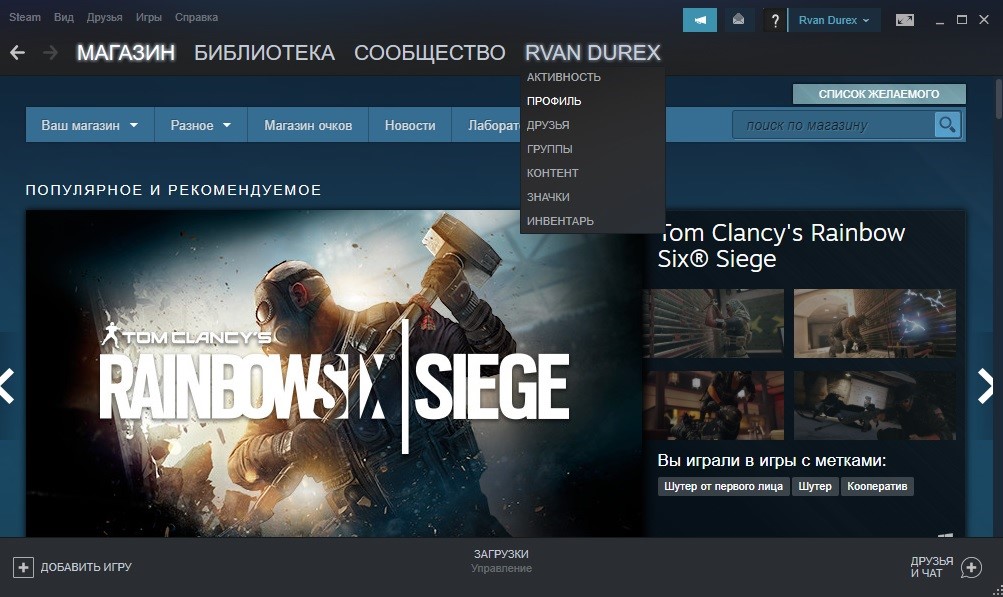 Steam Вид Друзья Игры Справка
? Rvan Durex
МАГАЗИН БИБЛИОТЕКА СООБЩЕСТВО RVAN DUREX
АКТИВНОСТЬ
ПРОФИЛЬ
ДРУЗЬЯ
ГРУППЫ
КОНТЕНТ
ЗНАЧКИ
ИНВЕНТАРЬ
СПИСОК ЖЕЛАЕМОГО
Ваш магазин Разное Магазин очков Новости Лаборат
поиск по магазину
ПОПУЛЯРНОЕ И РЕКОМЕНДУЕМОЕ
TOM CLANCY'S
RAINBOWSIX® SIEGE
Tom Clancy's Rainbow
Six® Siege
Вы играли в игры с метками:
Шутер от первого лица Шутер Кооператив
ДОБАВИТЬ ИГРУ
ЗАГРУЗКИ
Управление
ДРУЗЬЯ
И ЧАТ